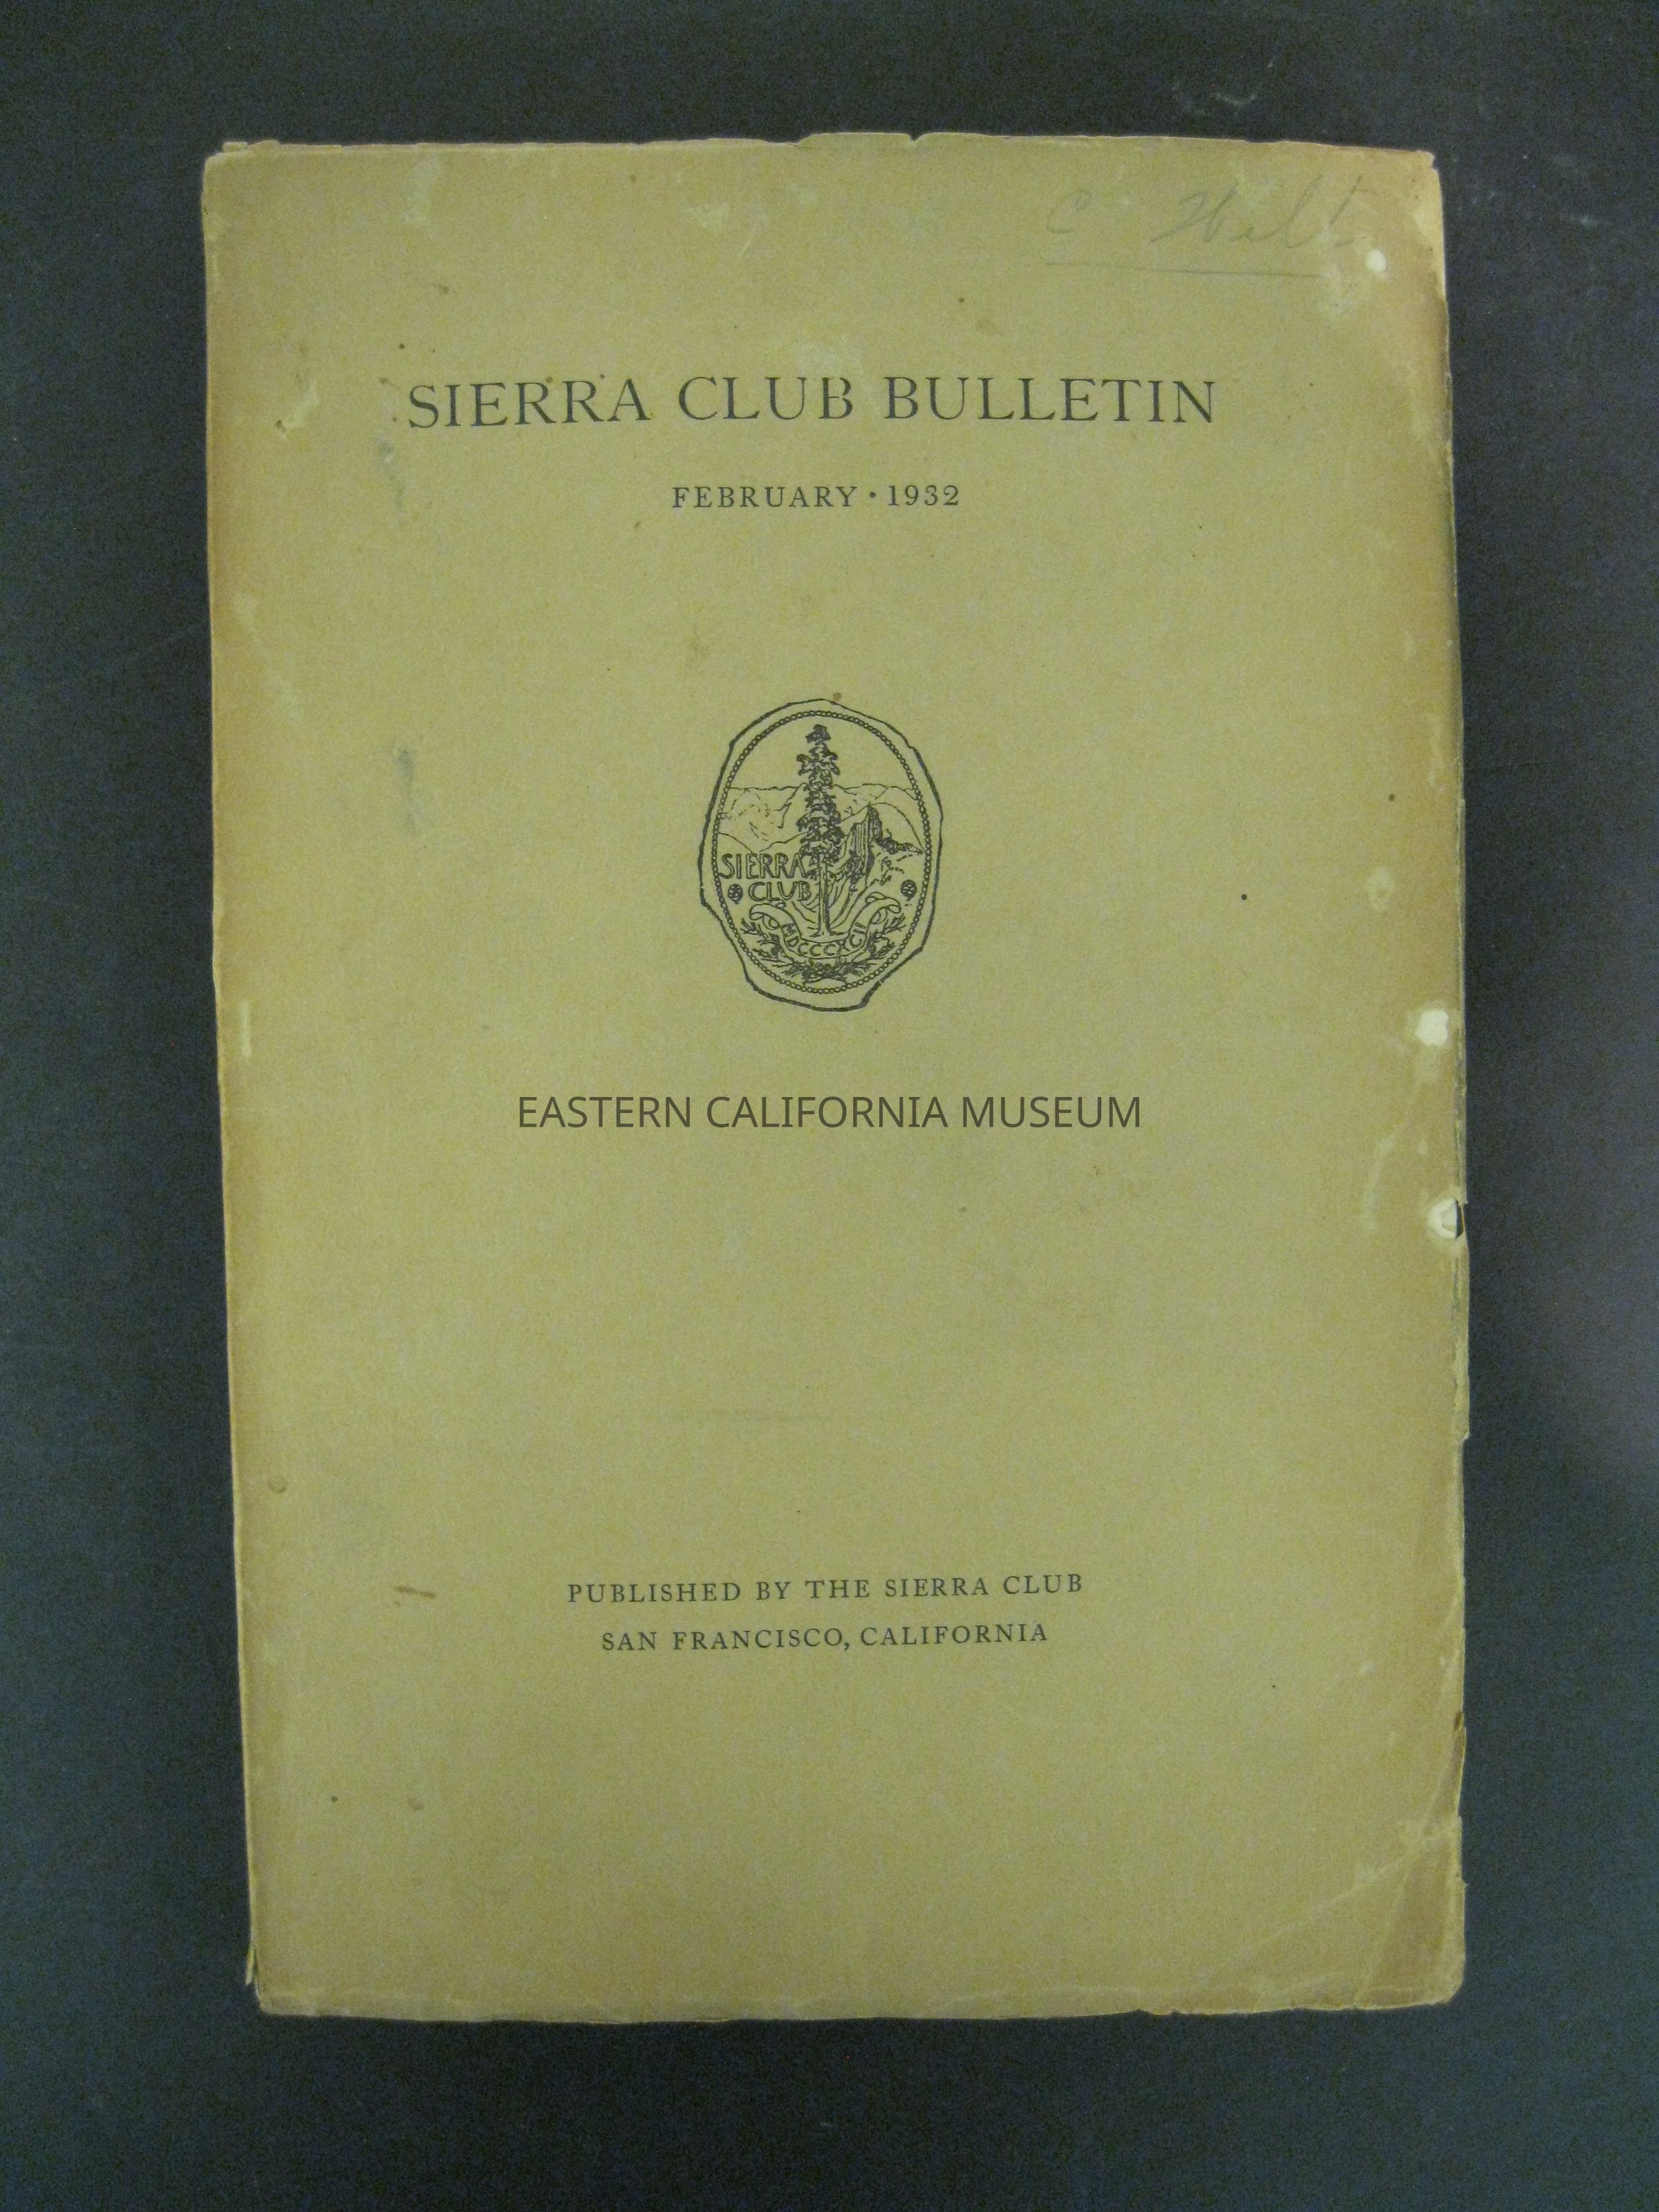 SIERRA CLUB BULLETIN
FEBRUARY · 1932
SIERRA
CLUB
MDCCCXCII
EASTERN CALIFORNIA MUSEUM
PUBLISHED BY THE SIERRA CLUB
SAN FRANCISCO, CALIFORNIA